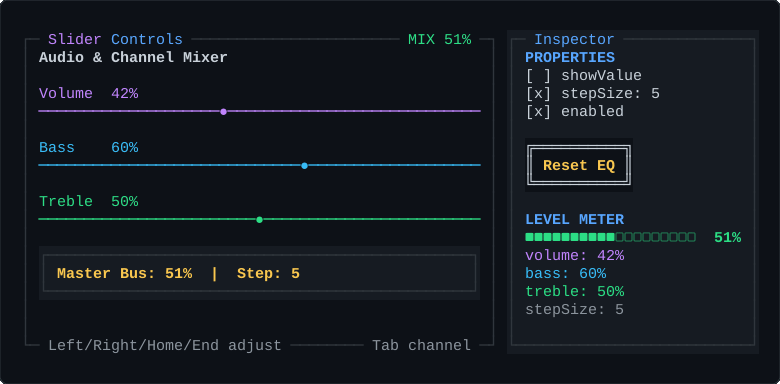 Slider Controls MIX 51%
Audio & Channel Mixer
Volume 42%
Bass 60%
Treble 50%
Master Bus: 51% | Step: 5
Left/Right/Home/End adjust Tab channel
Inspector
PROPERTIES
[ ] showValue
[x] stepSize: 5
[x] enabled
Reset EQ
LEVEL METER
51%
volume: 42%
bass: 60%
treble: 50%
stepSize: 5